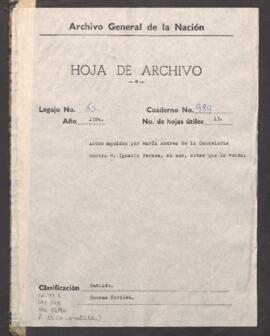 Archivo General de la Nación
HOJA DE ARCHIVO
Legajo No. 53 Cuaderno No. 989
Año 1794. No. de hojas útiles 13.
Autos seguidos por María Andrea de la Candelaria
contra D. Ignacio Perona, su amo, sobre que la venda.
Clasificación Cabildo.
Causas Civiles.